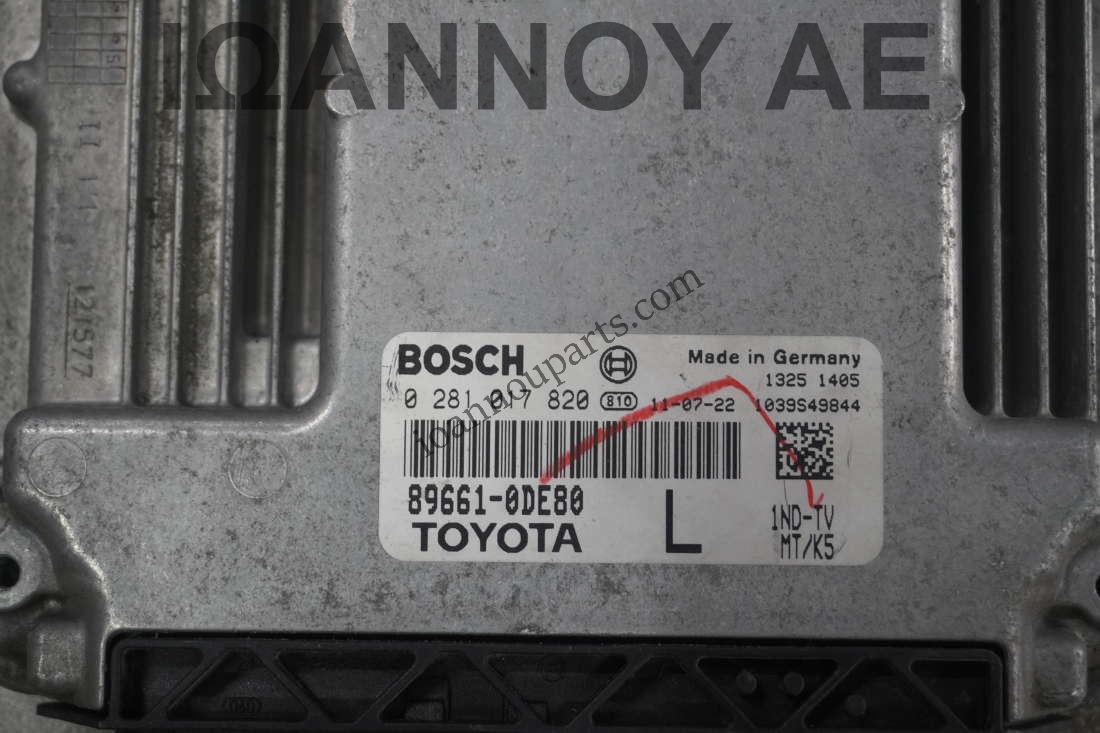 ΙΩΑΝΝΟΥ ΑΕ
12157
ioannouparts.com
BOSCH
Made in Germany
1325 1405
0 281 017 820 810 11-07-22 1039S49844
89661-0DE80
TOYOTA
L
1ND-TV
MT/K5